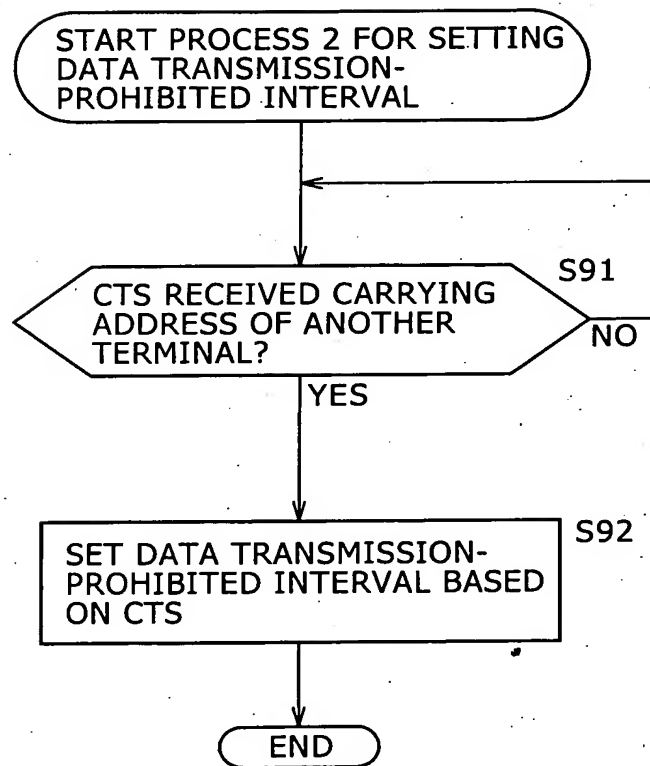 START PROCESS 2 FOR SETTING
DATA TRANSMISSION-
PROHIBITED INTERVAL
S91
CTS RECEIVED CARRYING
ADDRESS OF ANOTHER
TERMINAL?
NO
YES
S92
SET DATA TRANSMISSION-
PROHIBITED INTERVAL BASED
ON CTS
END